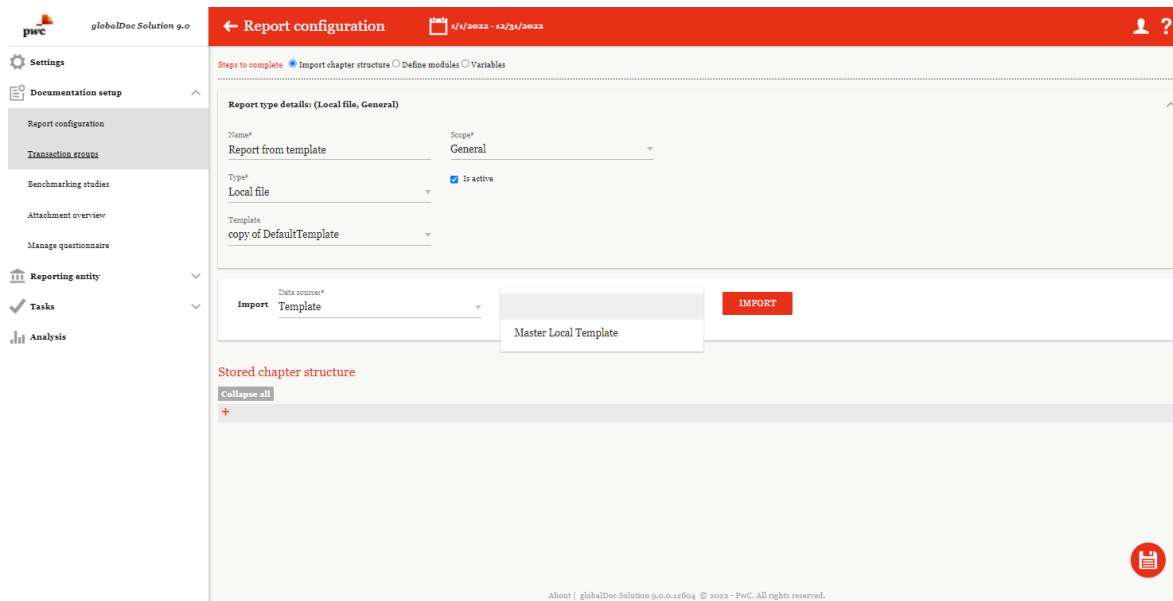 pwc
globalDoc Solution 9.0
← Report configuration
1/1/2022 - 12/31/2022
?
Settings
Documentation setup
Report configuration
Transaction groups
Benchmarking studies
Attachment overview
Manage questionnaire
Reporting entity
Tasks
Analysis
Steps to complete Import chapter structure Define modules Variables
Report type details: (Local file, General)
Name*
Report from template
Scope*
General
Type*
Local file
Is active
Template
copy of DefaultTemplate
Import
Data source:*
Template
Master Local Template
IMPORT
Stored chapter structure
Collapse all
+
About | globalDoc Solution 9.0.0.12604 © 2022 - PwC. All rights reserved.